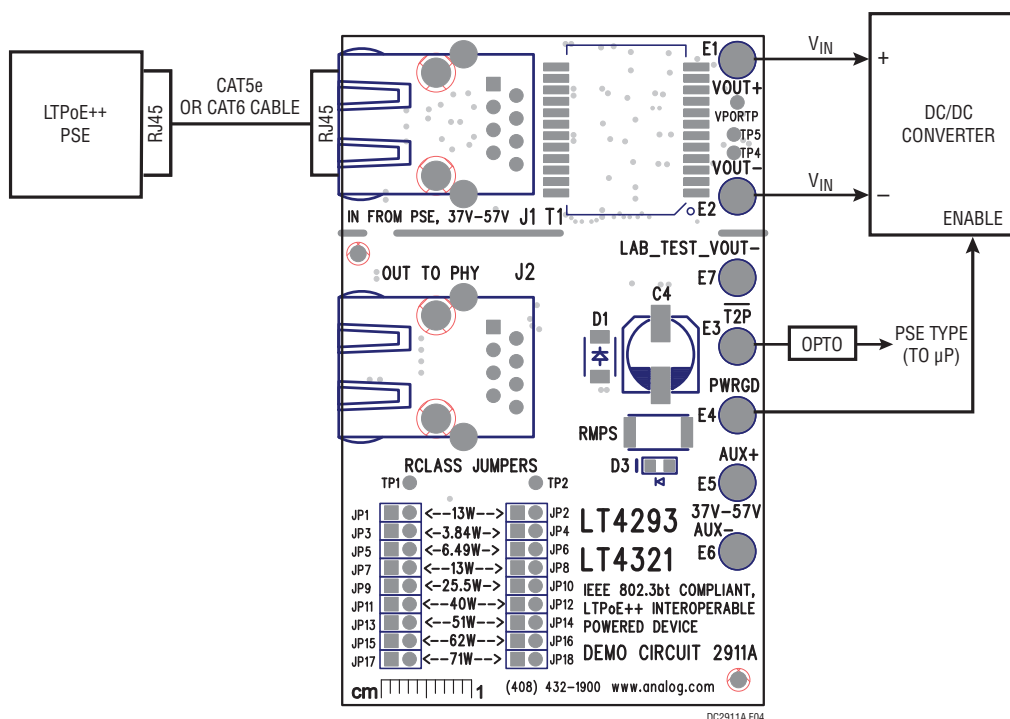 LTPoE++
PSE
RJ45
CAT5e
OR CAT6 CABLE
RJ45
E1
VOUT+
VPORTP
TP5
TP4
VOUT-
E2
VIN
VIN
+
DC/DC
CONVERTER
−
ENABLE
IN FROM PSE, 37V-57V J1 T1
LAB_TEST_VOUT-
E7
OUT TO PHY J2
C4
D1
E3
T2P
OPTO
PSE TYPE
(TO µP)
PWRGD
E4
RMPS
D3
AUX+
E5
37V-57V
AUX-
E6
RCLASS JUMPERS
TP1 TP2
JP1 <--13W--> JP2
JP3 <-3.84W--> JP4
JP5 <-6.49W--> JP6
JP7 <--13W--> JP8
JP9 <-25.5W--> JP10
JP11 <--40W--> JP12
JP13 <--51W--> JP14
JP15 <--62W--> JP16
JP17 <--71W--> JP18
LT4293
LT4321
IEEE 802.3bt COMPLIANT,
LTPoE++ INTEROPERABLE
POWERED DEVICE
DEMO CIRCUIT 2911A
cm 1 (408) 432-1900 www.analog.com
DC2911A F04